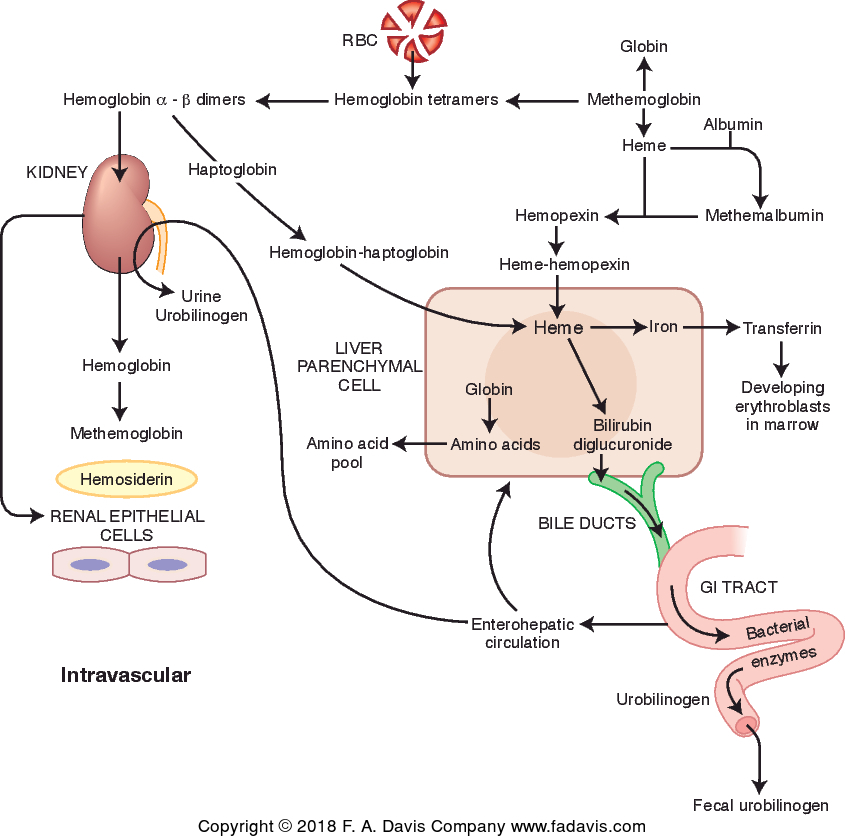 RBC
Globin
Hemoglobin α - β dimers
Hemoglobin tetramers
Methemoglobin
Albumin
Heme
KIDNEY
Haptoglobin
Hemopexin
Methemalbumin
Hemoglobin-haptoglobin
Heme-hemopexin
Urine
Urobilinogen
Heme
Iron
Transferrin
LIVER
PARENCHYMAL
CELL
Hemoglobin
Globin
Developing
erythroblasts
in marrow
Methemoglobin
Amino acid
pool
Amino acids
Bilirubin
diglucuronide
Hemosiderin
RENAL EPITHELIAL
CELLS
BILE DUCTS
GI TRACT
Enterohepatic
circulation
Bacterial
enzymes
Intravascular
Urobilinogen
Fecal urobilinogen
Copyright © 2018 F. A. Davis Company www.fadavis.com